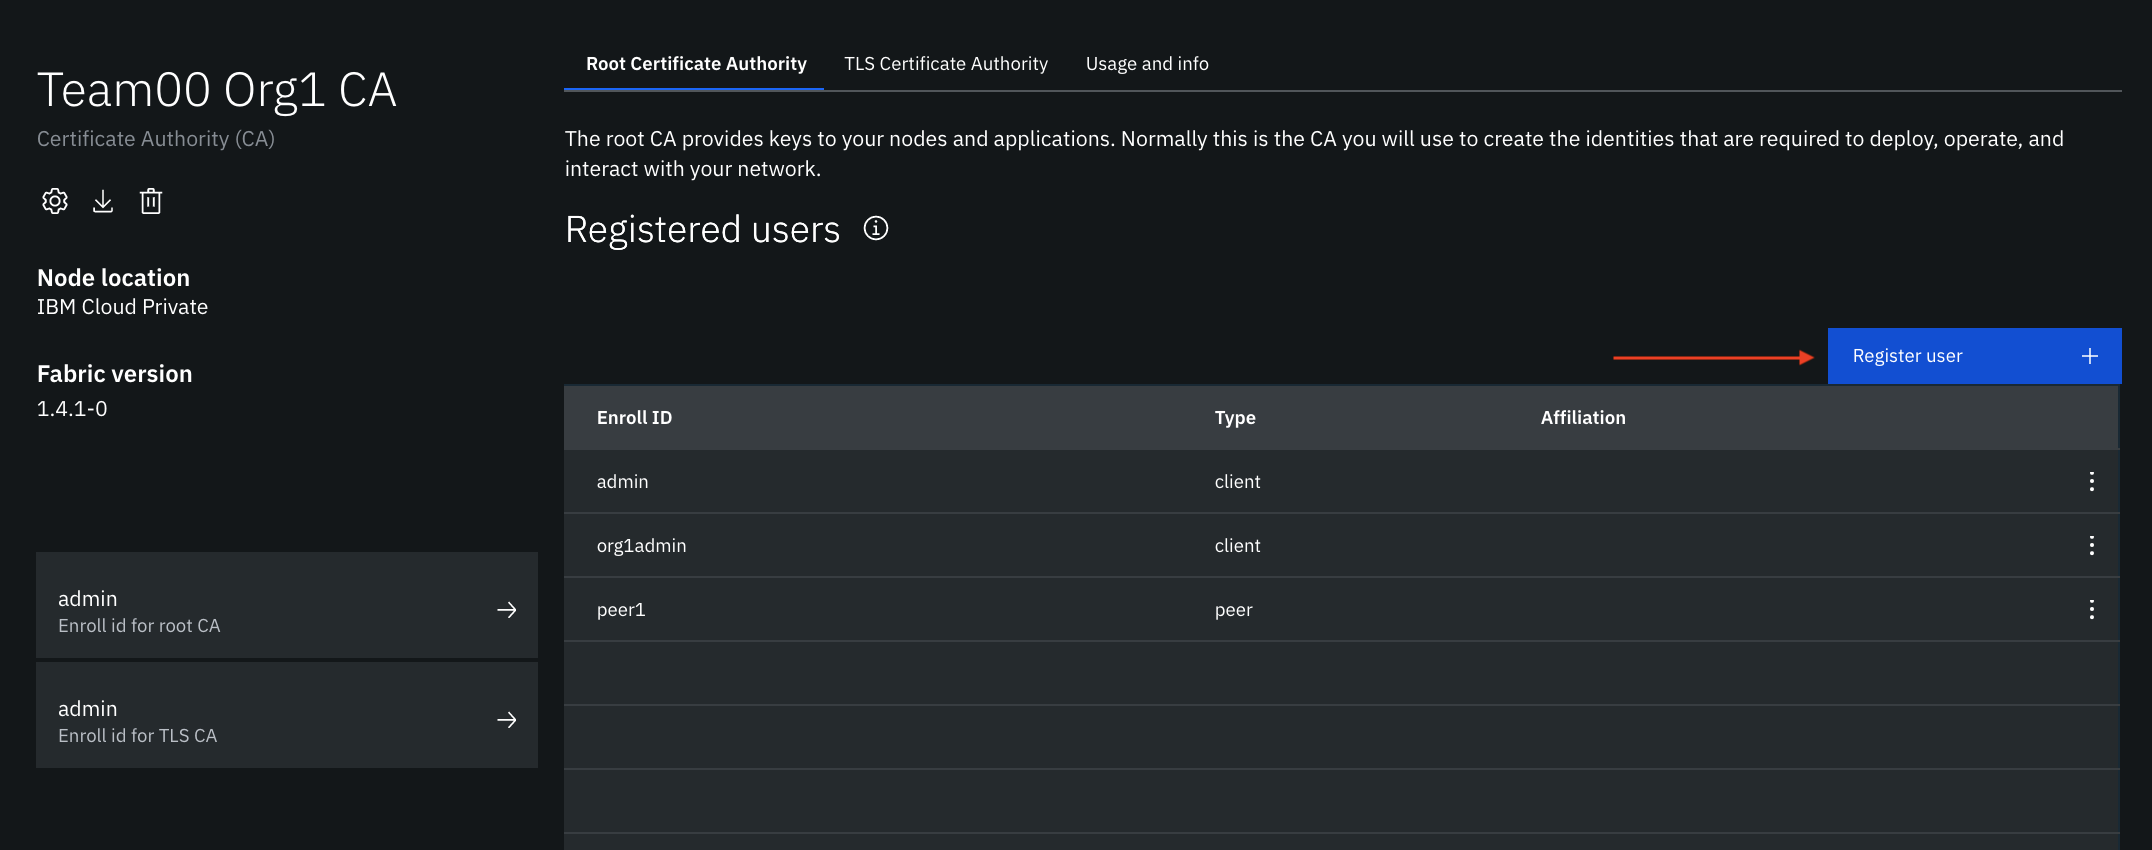 Team00 Org1 CA
Certificate Authority (CA)
Node location
IBM Cloud Private
Fabric version
1.4.1-0
admin
Enroll id for root CA
admin
Enroll id for TLS CA
Root Certificate Authority TLS Certificate Authority Usage and info
The root CA provides keys to your nodes and applications. Normally this is the CA you will use to create the identities that are required to deploy, operate, and
interact with your network.
Registered users
Register user
Enroll ID Type Affiliation
admin client
org1admin client
peer1 peer